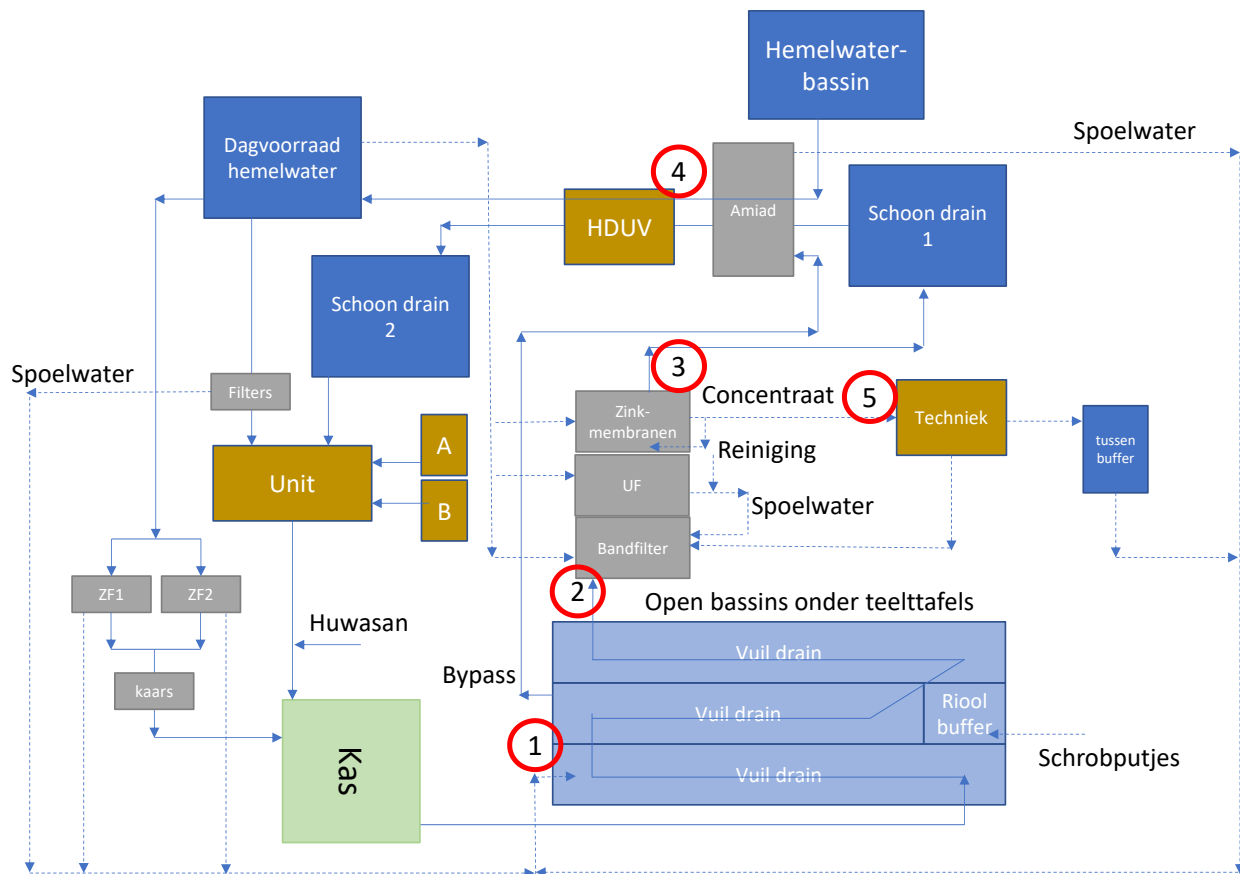 Hemelwater-
bassin
Spoelwater
Dagvoorraad
hemelwater
4
Amiad
HDUV
Schoon drain
1
Schoon drain
2
3
Spoelwater
Filters
Zink-
membranen
Concentraat
5
Techniek
tussen
buffer
Reiniging
A
Unit
B
UF
Spoelwater
Bandfilter
2
ZF1
ZF2
Open bassins onder teelttafels
Huwasan
Vuil drain
Bypass
kaars
Vuil drain
Riool
buffer
1
Kas
Vuil drain
Schrobputjes